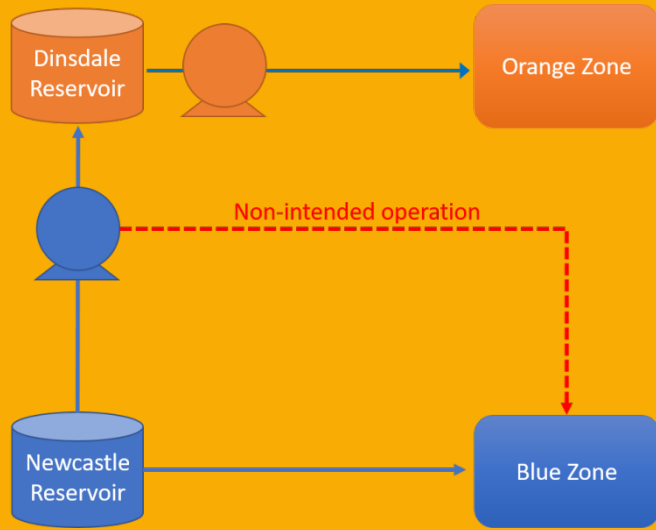 Dinsdale
Reservoir
Orange Zone
Non-intended operation
Newcastle
Reservoir
Blue Zone